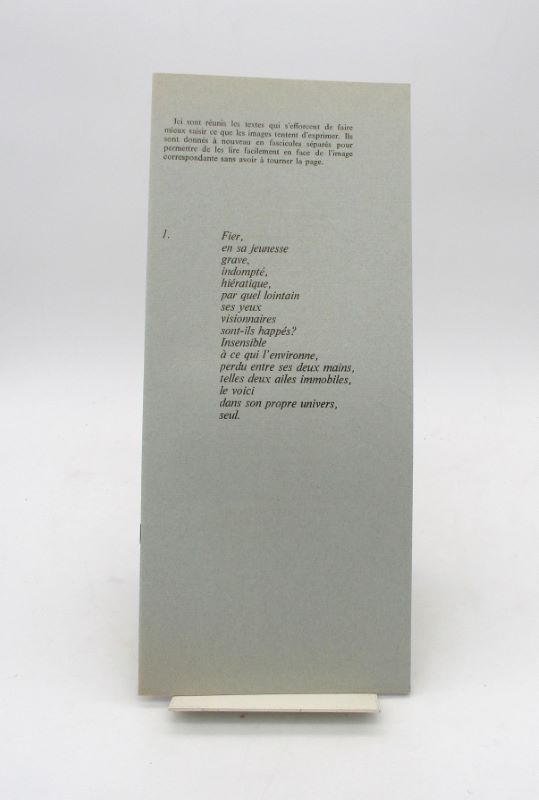 Ici sont réunis les textes qui s'efforcent de faire
mieux saisir ce que les images tentent d'exprimer. Ils
sont donnés à nouveau en fascicules séparés pour
permettre de les lire facilement en face de l'image
correspondante sans avoir à tourner la page.
1. Fier,
en sa jeunesse
grave,
indompté,
hiératique,
par quel lointain
ses yeux
visionnaires
sont-ils happés?
Insensible
à ce qui l'environne,
perdu entre ses deux mains,
telles deux ailes immobiles,
le voici
dans son propre univers,
seul.